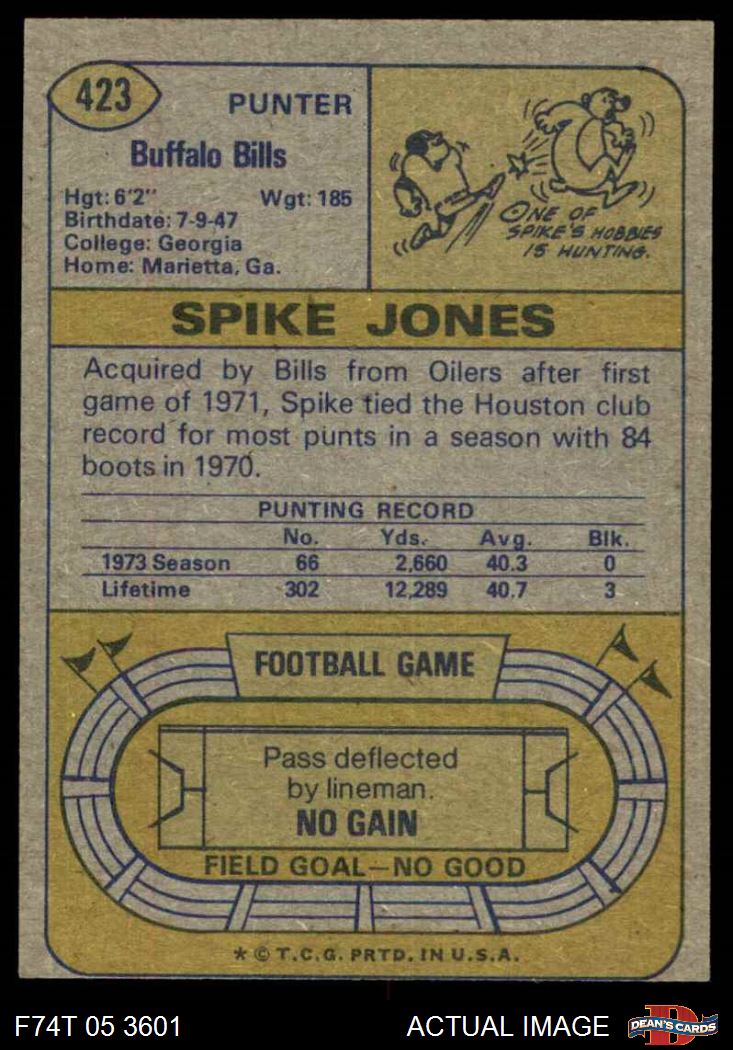 423
PUNTER
Buffalo Bills
Hgt: 6'2" Wgt: 185
Birthdate: 7-9-47
College: Georgia
Home: Marietta, Ga.
ONE OF
SPIKE'S HOBBIES
IS HUNTING.
SPIKE JONES
Acquired by Bills from Oilers after first
game of 1971, Spike tied the Houston club
record for most punts in a season with 84
boots in 1970.
PUNTING RECORD
No. Yds. Avg. Blk.
1973 Season 66 2,660 40.3 0
Lifetime 302 12,289 40.7 3
FOOTBALL GAME
Pass deflected
by lineman.
NO GAIN
FIELD GOAL—NO GOOD
* © T.C.G. PRTD. IN U.S.A.
F74T 05 3601 ACTUAL IMAGE
D
DEAN'S CARDS